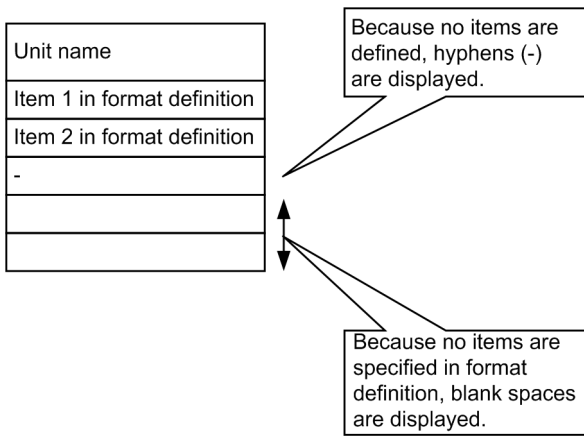 Unit name
Item 1 in format definition
Item 2 in format definition
-
Because no items are
defined, hyphens (-)
are displayed.
Because no items are
specified in format
definition, blank spaces
are displayed.